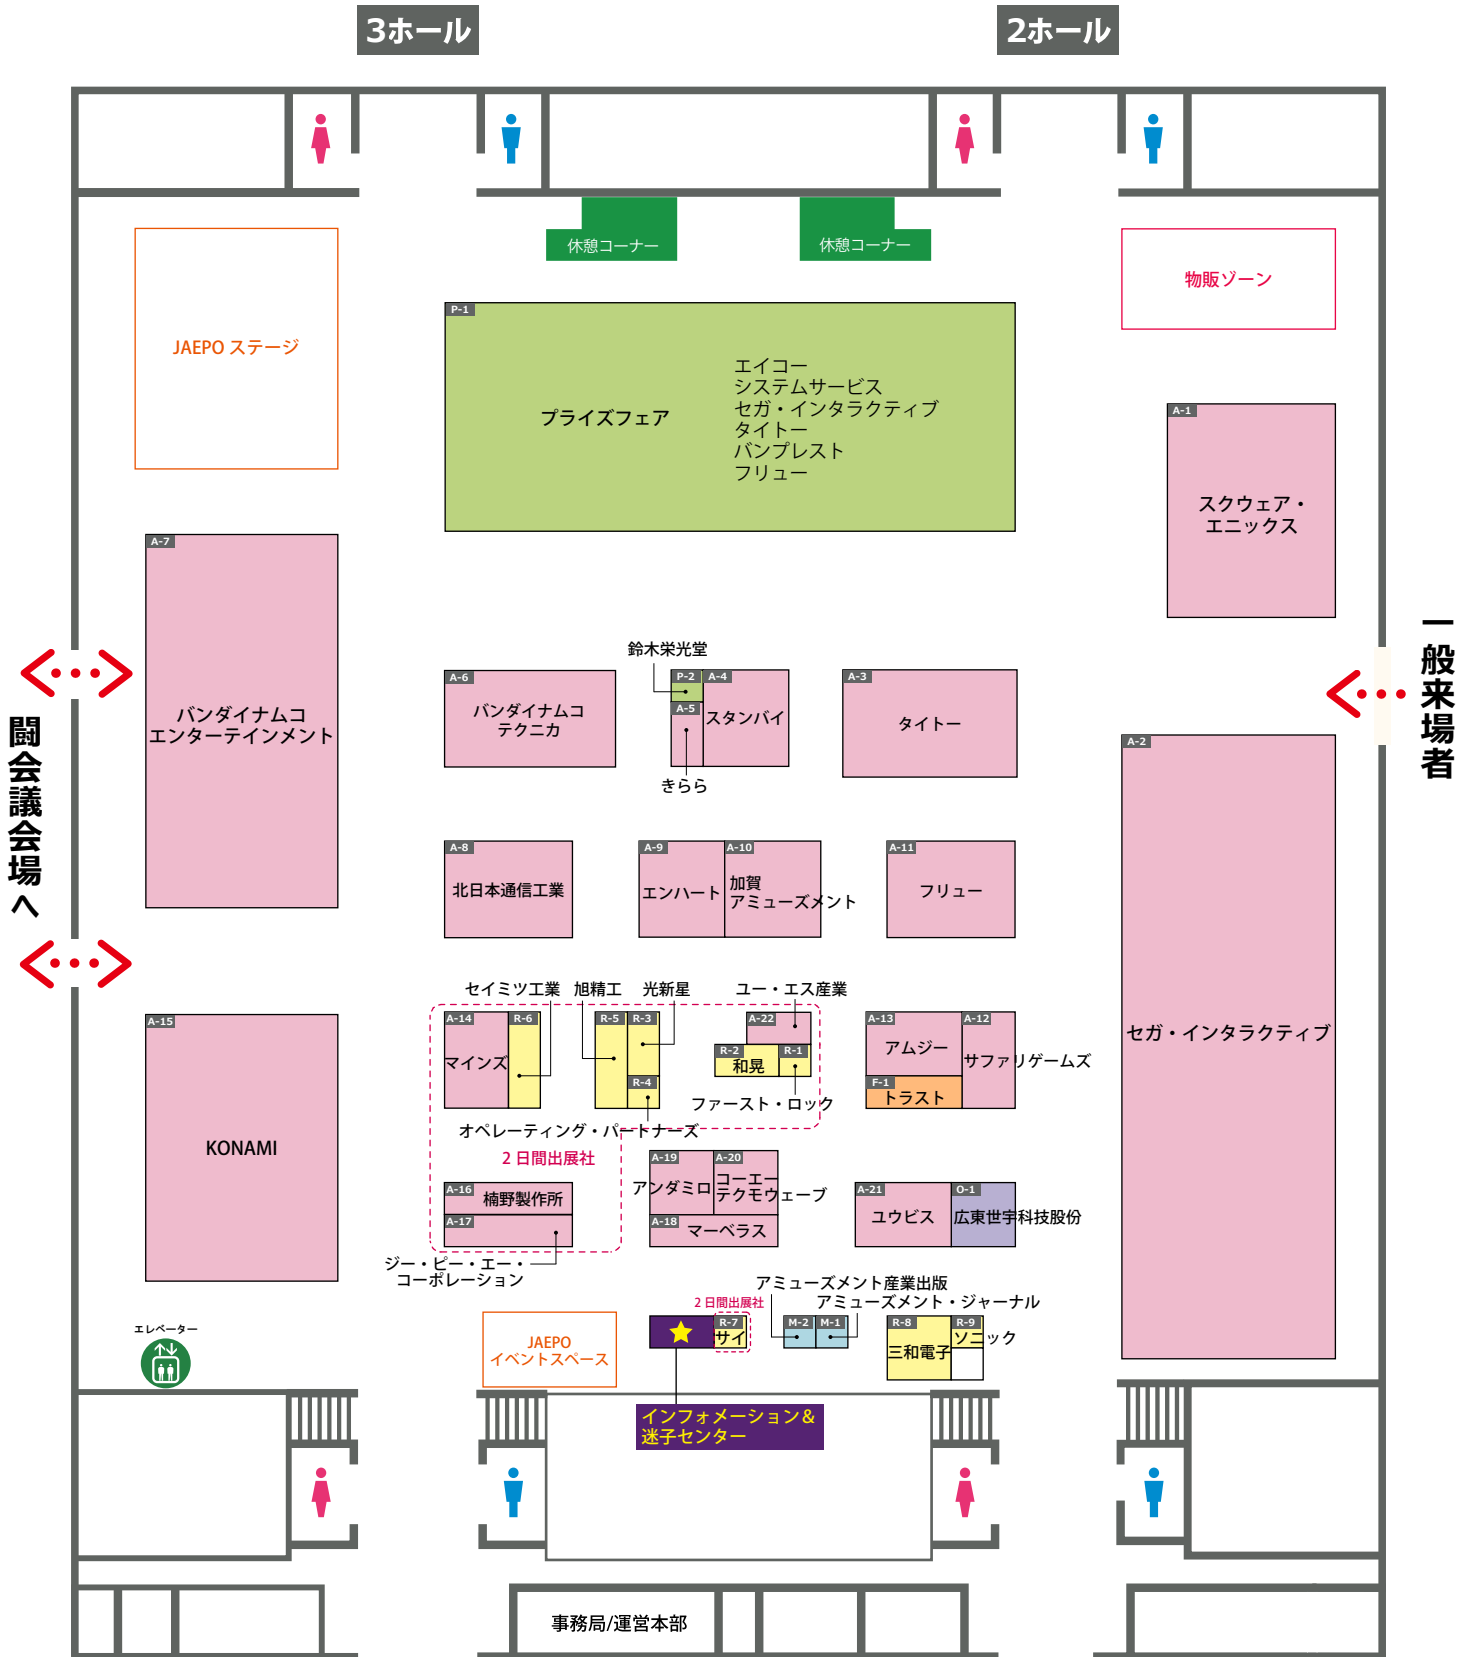 3ホール
2ホール
休憩コーナー
休憩コーナー
JAEPO ステージ
物販ゾーン
P-1
プライズフェア
エイコー
システムサービス
セガ・インタラクティブ
タイトー
バンプレスト
フリュー
A-1
スクウェア・
エニックス
A-7
バンダイナムコ
エンターテインメント
一般来場者
闘会議会場へ
鈴木栄光堂
A-6
バンダイナムコ
テクニカ
P-2
A-4
A-5
スタンバイ
きらら
A-3
タイトー
A-2
セガ・インタラクティブ
A-8
北日本通信工業
A-9
エンハート
A-10
加賀
アミューズメント
A-11
フリュー
セイミツ工業
旭精工
光新星
ユー・エス産業
A-14
マインズ
R-6
R-5
R-3
R-4
A-22
R-2
和晃
R-1
ファースト・ロック
オペレーティング・パートナーズ
2日間出展社
A-13
アムジー
A-12
サファリゲームズ
F-1
トラスト
A-15
KONAMI
A-16
楠野製作所
A-17
ジー・ピー・エー・
コーポレーション
A-19
アンダミロ
A-20
コーエー
テクモウェーブ
A-18
マーベラス
A-21
ユウビス
O-1
広東世宇科技股份
エレベーター
JAEPO
イベントスペース
2日間出展社
R-7
サイ
アミューズメント産業出版
アミューズメント・ジャーナル
M-2
M-1
R-8
三和電子
R-9
ソニック
インフォメーション&
迷子センター
事務局/運営本部